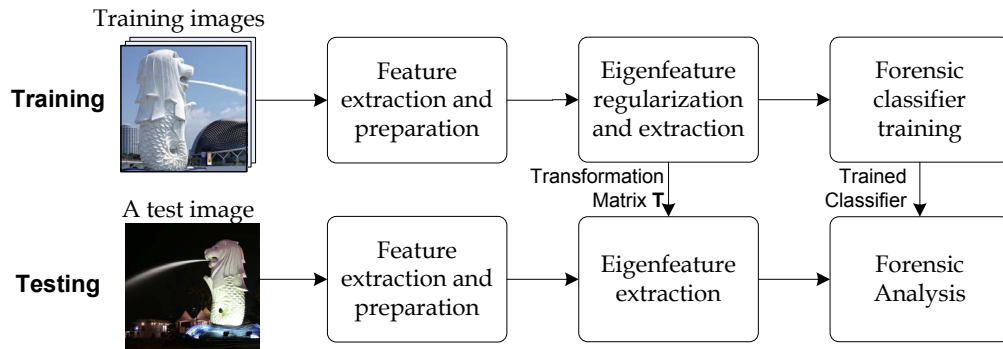 Training images
Training
Feature
extraction and
preparation
Eigenfeature
regularization
and extraction
Forensic
classifier
training
Transformation
Matrix T
Trained
Classifier
A test image
Testing
Feature
extraction and
preparation
Eigenfeature
extraction
Forensic
Analysis